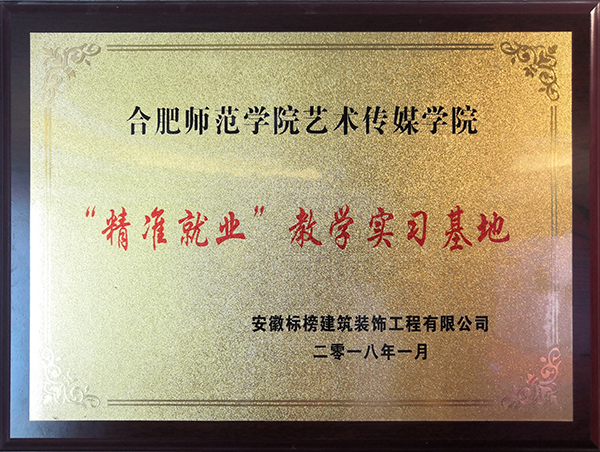 合肥师范学院艺术传媒学院
“精准就业”教学实习基地
安徽标榜建筑装饰工程有限公司
二零一八年一月